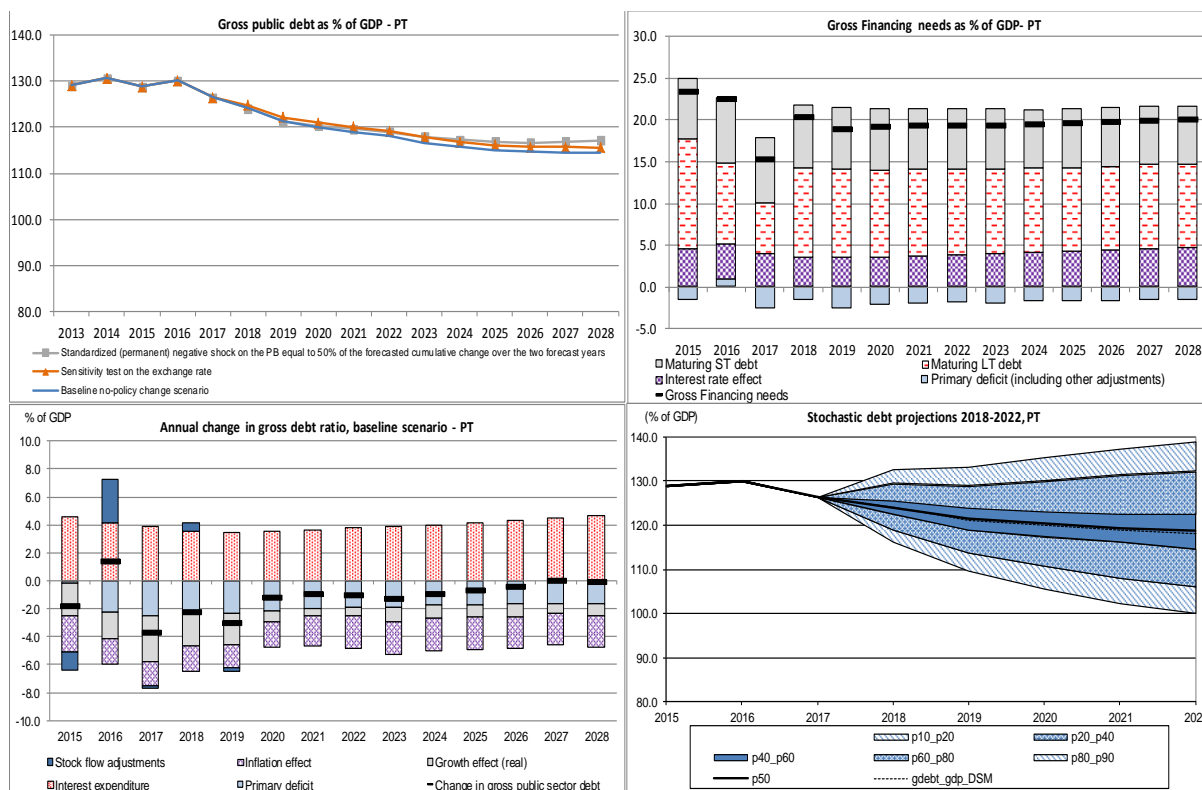 Gross public debt as % of GDP - PT
140.0
130.0
120.0
110.0
100.0
90.0
80.0
2013 2014 2015 2016 2017 2018 2019 2020 2021 2022 2023 2024 2025 2026 2027 2028
Standardized (permanent) negative shock on the PB equal to 50% of the forecasted cumulative change over the two forecast years
Sensitivity test on the exchange rate
Baseline no-policy change scenario
Gross Financing needs as % of GDP- PT
30.0
25.0
20.0
15.0
10.0
5.0
0.0
-5.0
2015 2016 2017 2018 2019 2020 2021 2022 2023 2024 2025 2026 2027 2028
Maturing ST debt Maturing LT debt
Interest rate effect Primary deficit (including other adjustments)
Gross Financing needs
% of GDP
Annual change in gross debt ratio, baseline scenario - PT
10.0
8.0
6.0
4.0
2.0
0.0
-2.0
-4.0
-6.0
-8.0
-10.0
2015 2016 2017 2018 2019 2020 2021 2022 2023 2024 2025 2026 2027 2028
Stock flow adjustments Inflation effect Growth effect (real)
Interest expenditure Primary deficit Change in gross public sector debt
(% of GDP)
Stochastic debt projections 2018-2022, PT
140.0
130.0
120.0
110.0
100.0
90.0
80.0
2015 2016 2017 2018 2019 2020 2021 202
p10_p20 p20_p40
p40_p60 p60_p80 p80_p90
p50 gdebt_gdp_DSM